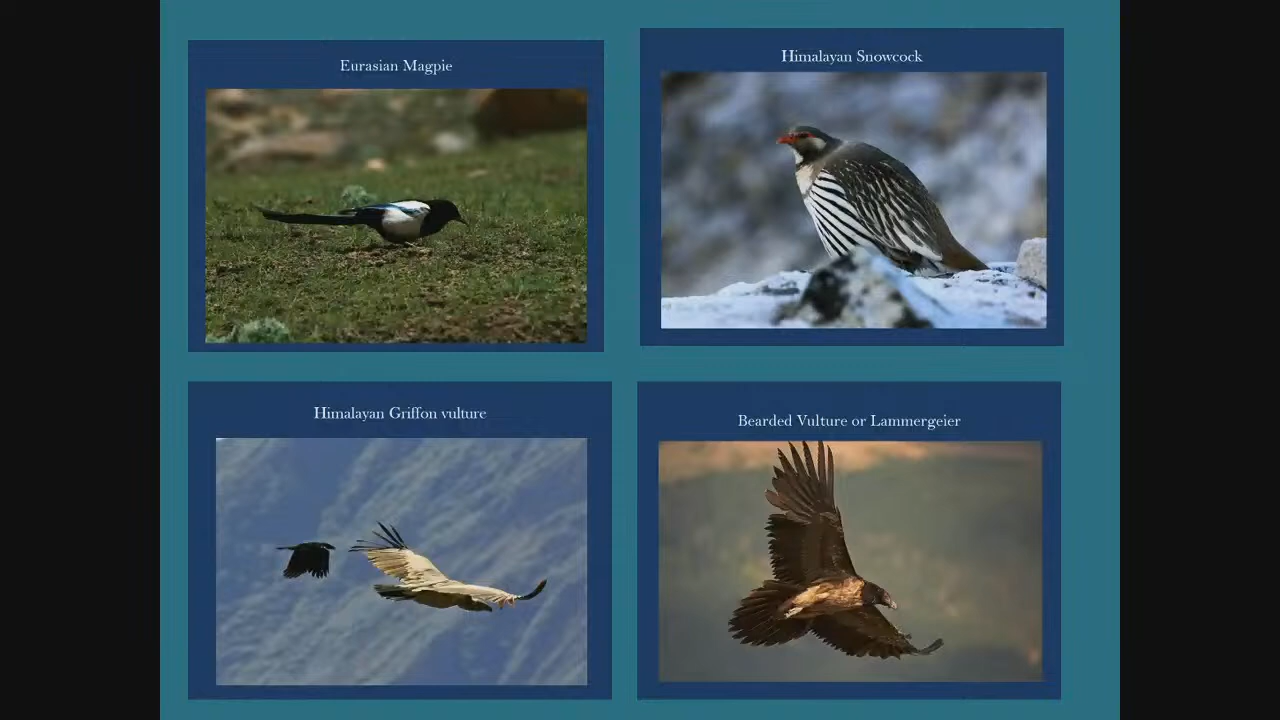 Eurasian Magpie
Himalayan Snowcock
Himalayan Griffon vulture
Bearded Vulture or Lammergeier